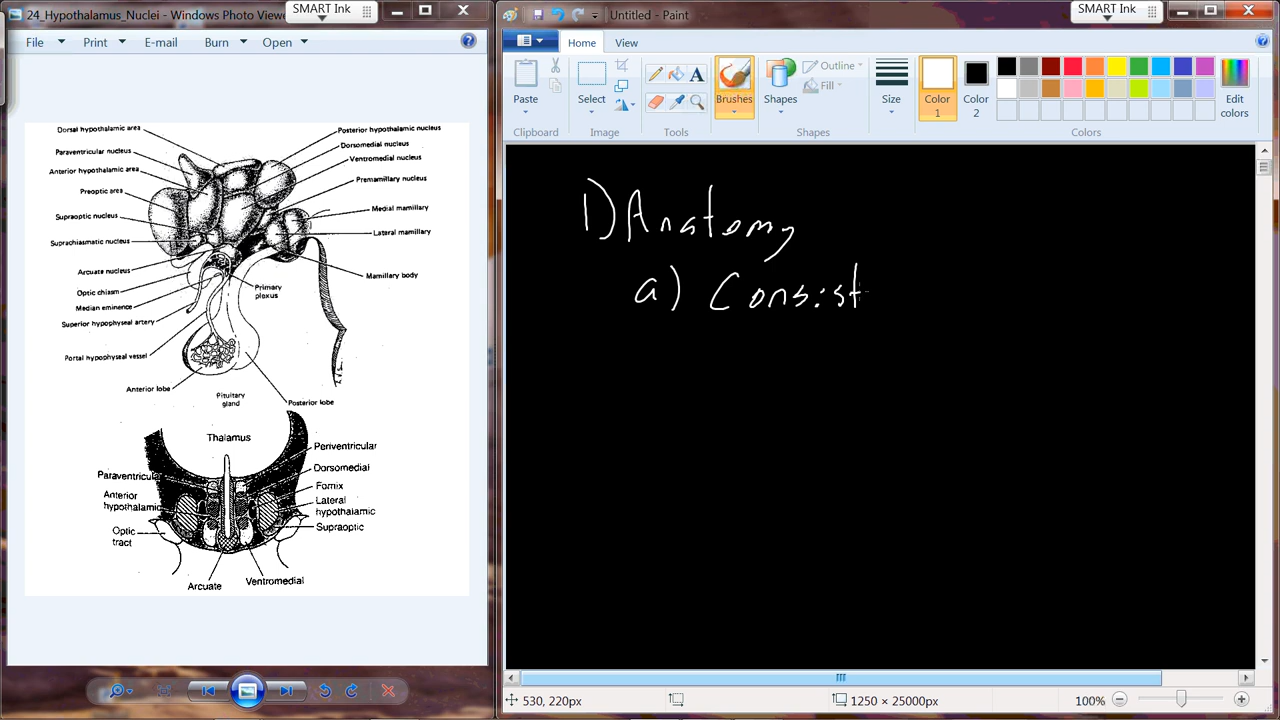 24_Hypothalamus_Nuclei - Windows Photo Viewe
SMART Ink
File Print E-mail Burn Open
Dorsal hypothalamic area
Paraventricular nucleus
Anterior hypothalamic area
Preoptic area
Supraoptic nucleus
Suprachiasmatic nucleus
Arcuate nucleus
Optic chiasm
Median eminence
Superior hypophyseal artery
Portal hypophyseal vessel
Anterior lobe
Posterior hypothalamic nucleus
Dorsomedial nucleus
Ventromedial nucleus
Premamillary nucleus
Medial mamillary
Lateral mamillary
Mamillary body
Primary
plexus
Pituitary
gland
Posterior lobe
Thalamus
Paraventricular
Anterior
hypothalamic
Optic
tract
Arcuate
Periventricular
Dorsomedial
Fornix
Lateral
hypothalamic
Supraoptic
Ventromedial
Untitled - Paint
SMART Ink
Home View
Paste
Clipboard
Select
Image
Tools
Brushes
Shapes
Outline
Fill
Shapes
Size
Color
1
Color
2
Edit
colors
Colors
1) Anatomy
a) Consist
530, 220px
1250 × 25000px
100%